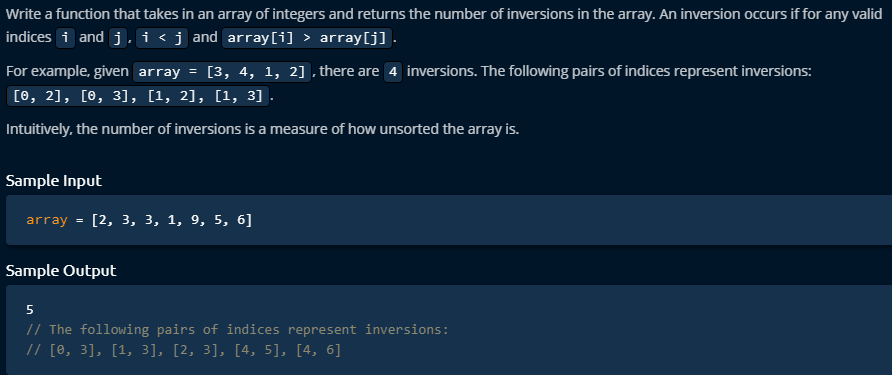 Write a function that takes in an array of integers and returns the number of inversions in the array. An inversion occurs if for any valid
indices i and j, i < j and array[i] > array[j].
For example, given array = [3, 4, 1, 2], there are 4 inversions. The following pairs of indices represent inversions:
[0, 2], [0, 3], [1, 2], [1, 3].
Intuitively, the number of inversions is a measure of how unsorted the array is.
Sample Input
array = [2, 3, 3, 1, 9, 5, 6]
Sample Output
5
// The following pairs of indices represent inversions:
// [0, 3], [1, 3], [2, 3], [4, 5], [4, 6]